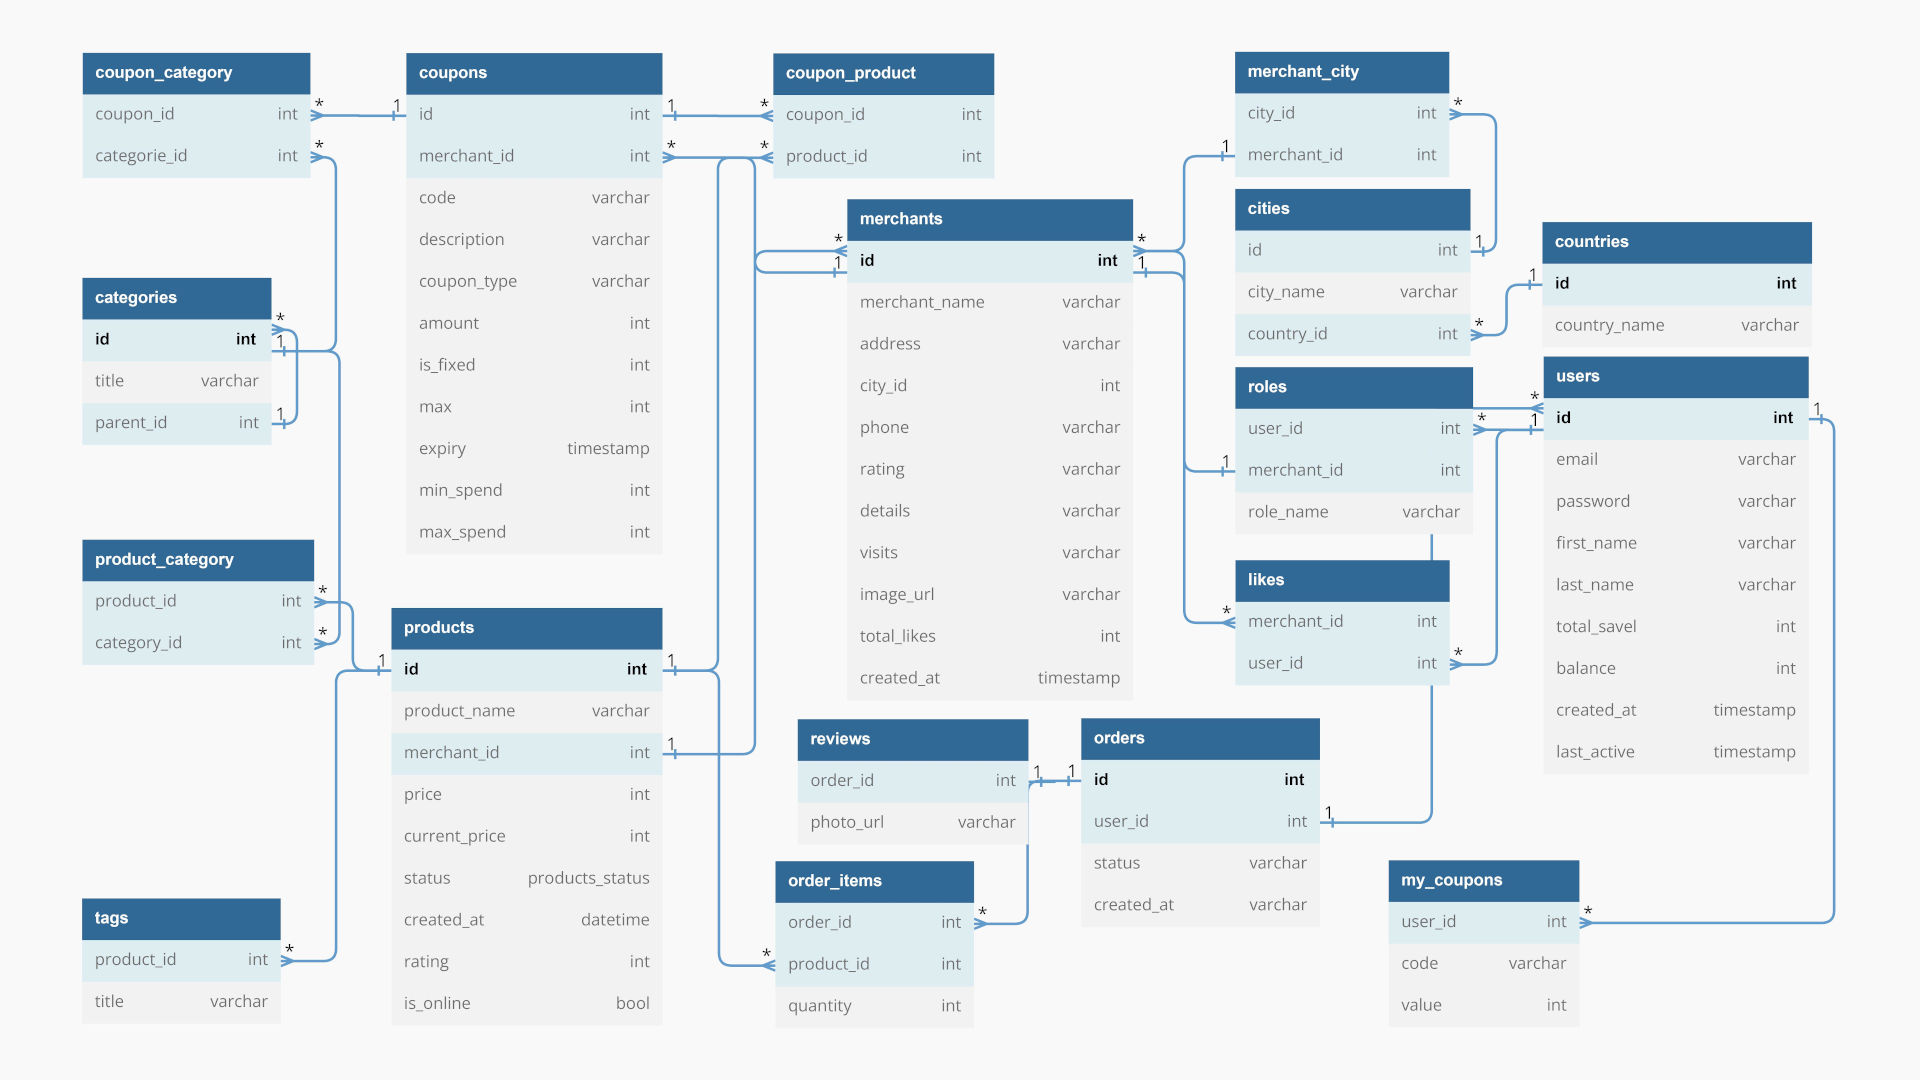 coupon_category
coupon_id int
categorie_id int
* 1
*
coupons
id int
merchant_id int
code varchar
description varchar
coupon_type varchar
amount int
is_fixed int
max int
expiry timestamp
min_spend int
max_spend int
1 *
* *
coupon_product
coupon_id int
product_id int
merchant_city
city_id int
merchant_id int
*
1
merchants
id int
merchant_name varchar
address varchar
city_id int
phone varchar
rating varchar
details varchar
visits varchar
image_url varchar
total_likes int
created_at timestamp
* *
1 1
cities
id int
city_name varchar
country_id int
1
* 1
countries
id int
country_name varchar
categories
id int
title varchar
parent_id int
*
1
1
roles
user_id int
merchant_id int
role_name varchar
*
* 1
1
users
id int
email varchar
password varchar
first_name varchar
last_name varchar
total_savel int
balance int
created_at timestamp
last_active timestamp
1
product_category
product_id int
category_id int
*
*
products
id int
product_name varchar
merchant_id int
price int
current_price int
status products_status
created_at datetime
rating int
is_online bool
1 1
1
likes
merchant_id int
user_id int
*
*
reviews
order_id int
photo_url varchar
1 1
orders
id int
user_id int
status varchar
created_at varchar
1
order_items
order_id int
product_id int
quantity int
*
*
my_coupons
user_id int
code varchar
value int
*
tags
product_id int
title varchar
*